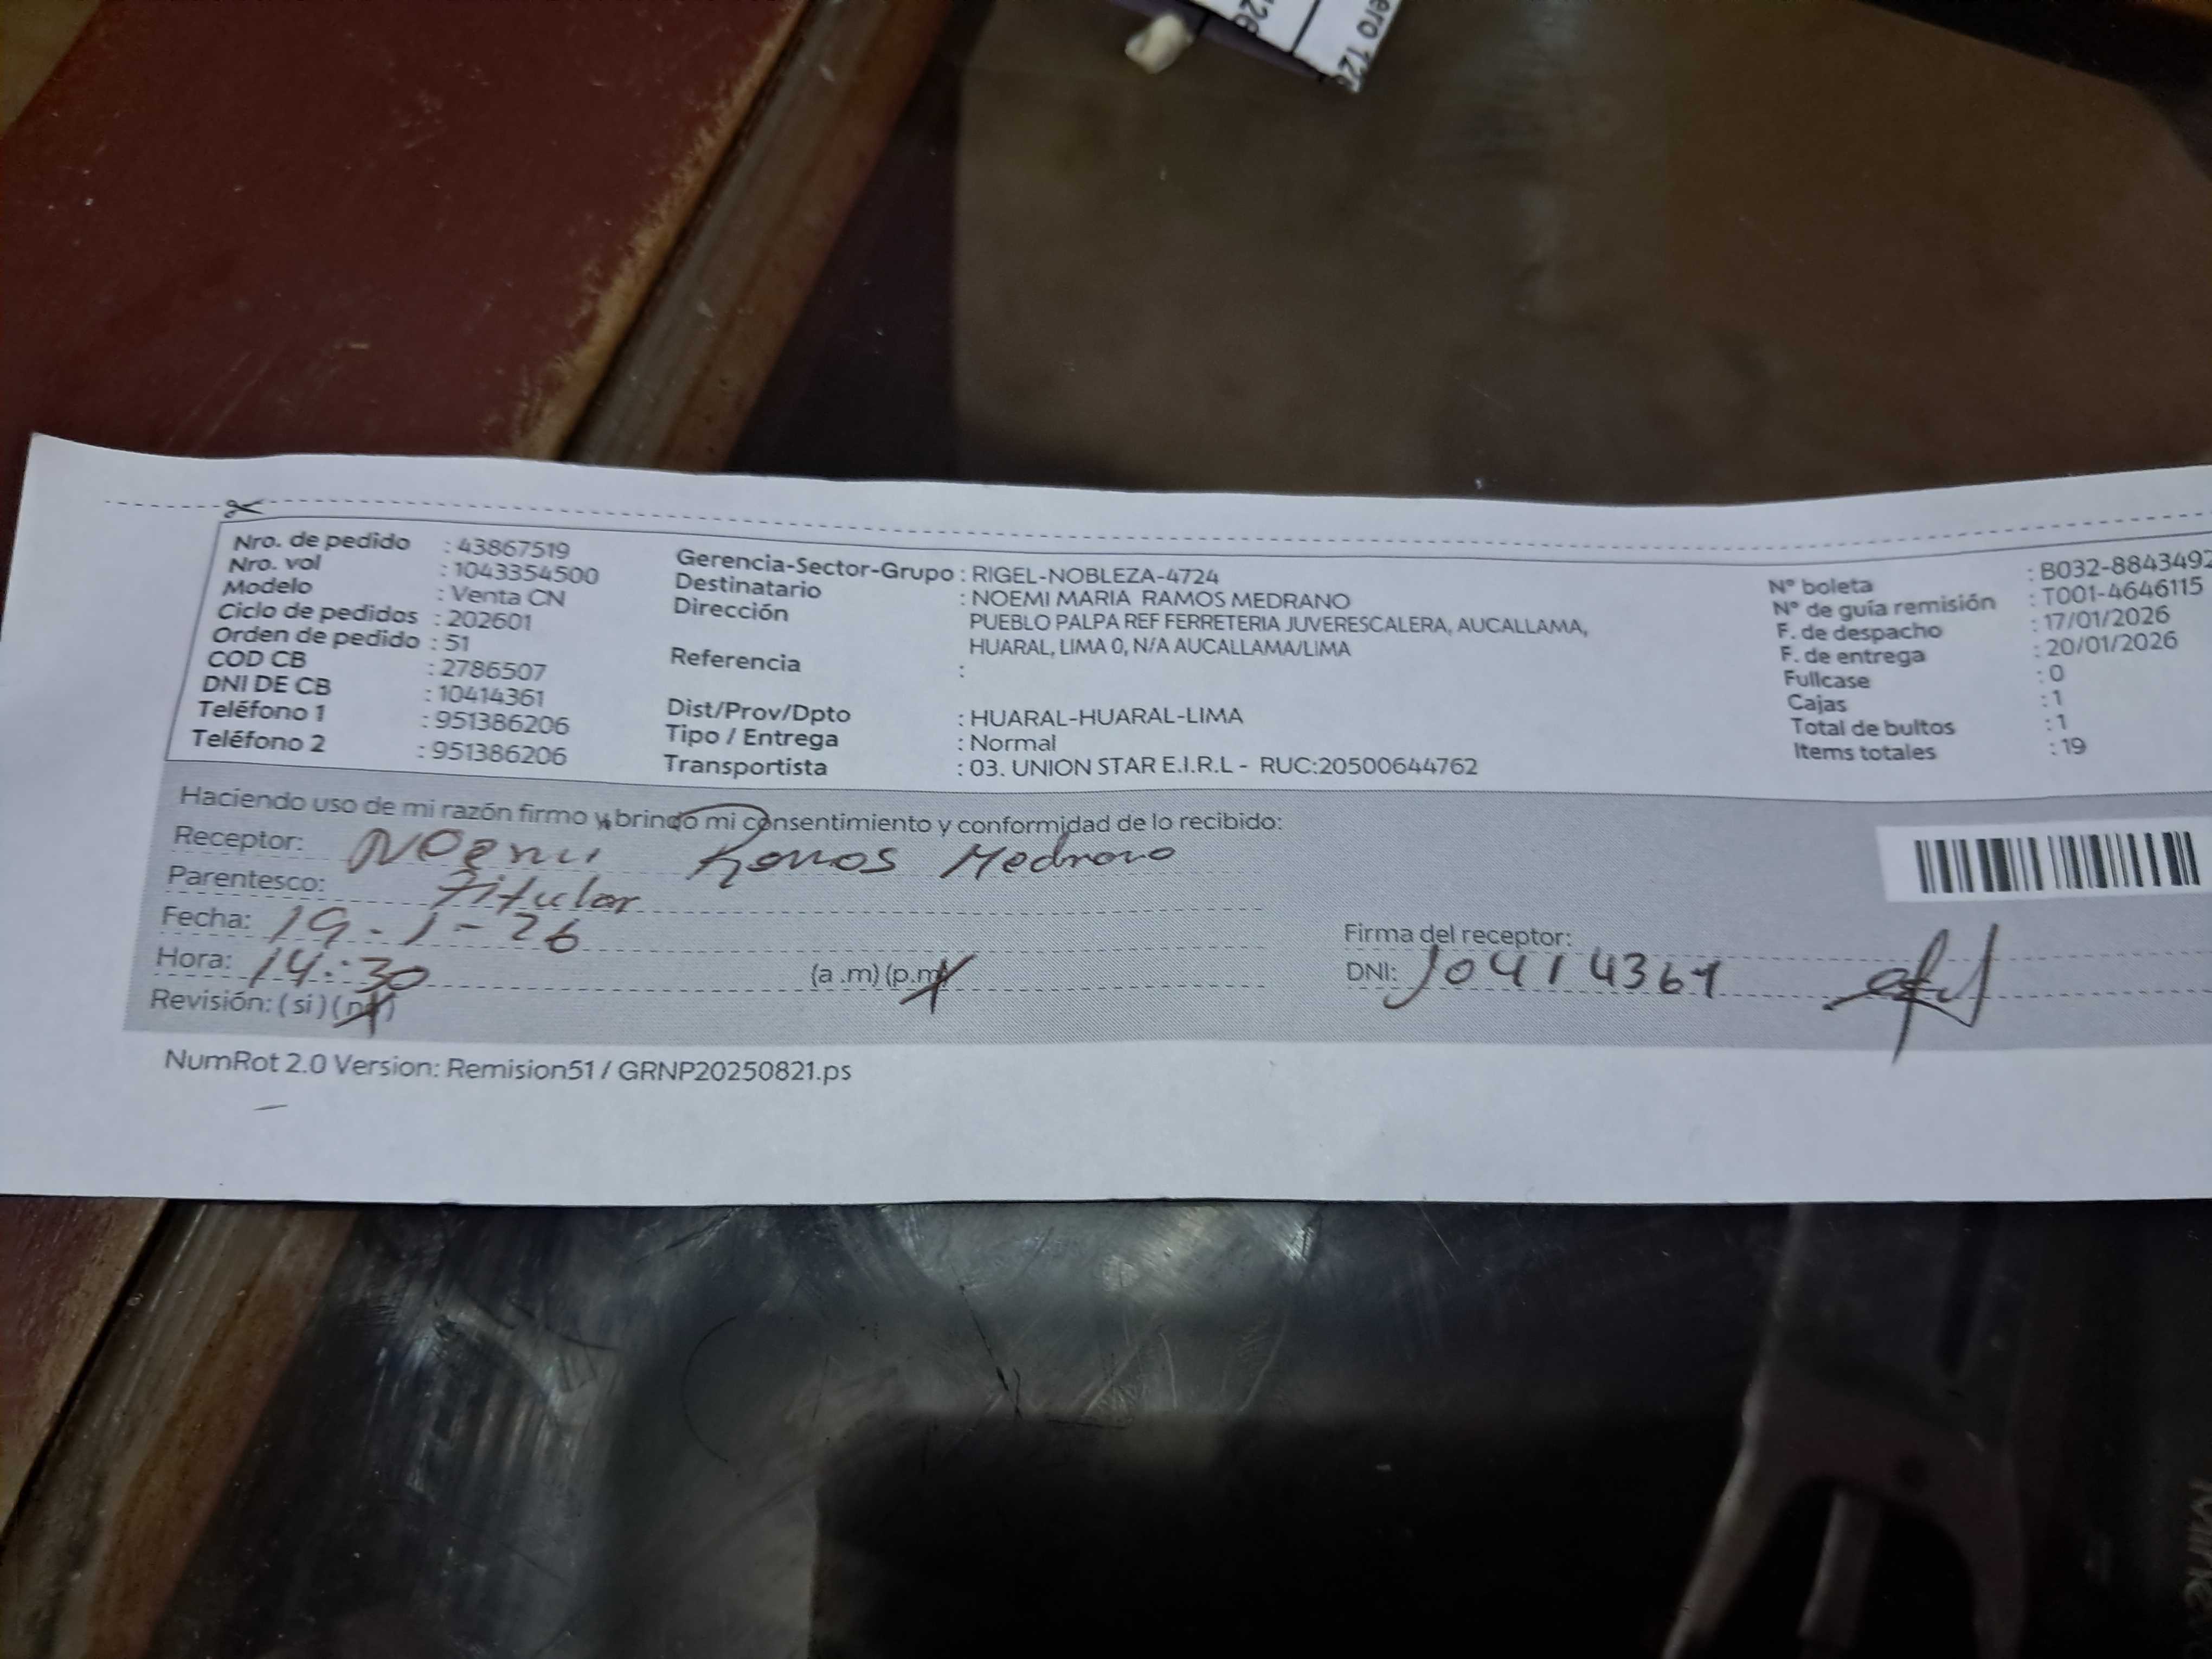 ero 126
126
Nro. de pedido : 43867519
Nro. vol : 1043354500
Modelo : Venta CN
Ciclo de pedidos : 202601
Orden de pedido : 51
COD CB : 2786507
DNI DE CB : 10414361
Teléfono 1 : 951386206
Teléfono 2 : 951386206
Gerencia-Sector-Grupo : RIGEL-NOBLEZA-4724
Destinatario : NOEMI MARIA RAMOS MEDRANO
Dirección PUEBLO PALPA REF FERRETERIA JUVERESCALERA, AUCALLAMA,
HUARAL, LIMA 0, N/A AUCALLAMA/LIMA
Referencia :
Dist/Prov/Dpto : HUARAL-HUARAL-LIMA
Tipo / Entrega : Normal
Transportista : 03. UNION STAR E.I.R.L - RUC:20500644762
N° boleta : B032-8843492
N° de guía remisión : T001-4646115
F. de despacho : 17/01/2026
F. de entrega : 20/01/2026
Fullcase : 0
Cajas : 1
Total de bultos : 1
Items totales : 19
Haciendo uso de mi razón firmo y brindo mi consentimiento y conformidad de lo recibido:
Receptor: Noemi Ramos Medrano
Parentesco: Titular
Fecha: 19-1-26
Hora: 14:30 (a .m) (p.m)
Revisión: ( si ) ( no )
Firma del receptor:
DNI: 10414361
NumRot 2.0 Version: Remision51 / GRNP20250821.ps